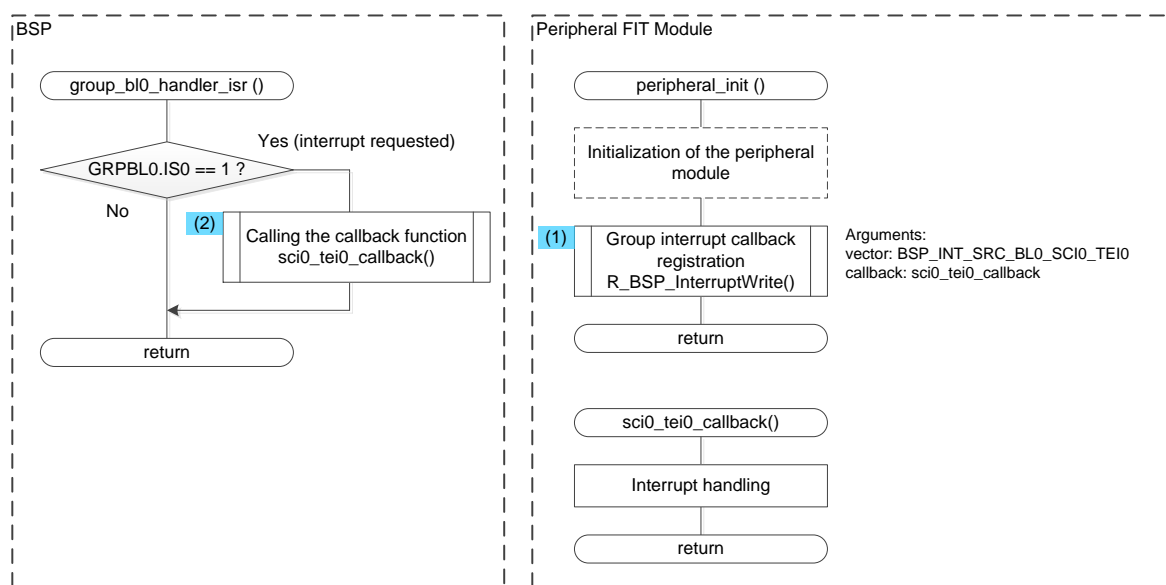 BSP
group_bl0_handler_isr ()
Yes (interrupt requested)
GRPBL0.IS0 == 1 ?
No
(2)
Calling the callback function
sci0_tei0_callback()
return
Peripheral FIT Module
peripheral_init ()
Initialization of the peripheral
module
(1)
Group interrupt callback
registration
R_BSP_InterruptWrite()
Arguments:
vector: BSP_INT_SRC_BL0_SCI0_TEI0
callback: sci0_tei0_callback
return
sci0_tei0_callback()
Interrupt handling
return